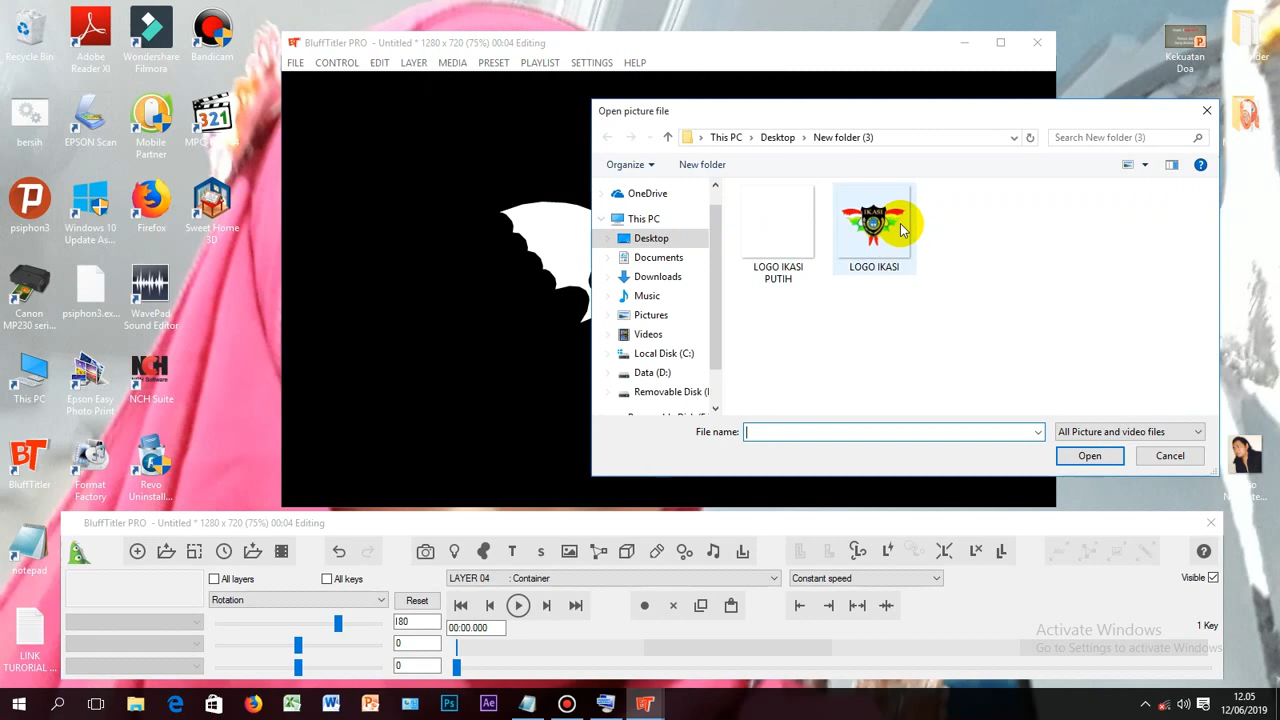 Recycle Bin
Adobe
Reader XI
Wondershare
Filmora
Bandicam
bersih
EPSON Scan
Mobile
Partner
psiphon3
Windows 10
Update As...
Firefox
Sweet Home
3D
Canon
MP230 seri...
psiphon3.ex...
WavePad
Sound Editor
This PC
Epson Easy
Photo Print
NCH Suite
BluffTitler
Format
Factory
Revo
Uninstall...
notepad
LINK
TURORIAL ...
Kekuatan
Doa
BluffTitler PRO - Untitled * 1280 x 720 (75%) 00:04 Editing
FILE CONTROL EDIT LAYER MEDIA PRESET PLAYLIST SETTINGS HELP
Open picture file
This PC › Desktop › New folder (3)
Search New folder (3)
Organize
New folder
OneDrive
This PC
Desktop
Documents
Downloads
Music
Pictures
Videos
Local Disk (C:)
Data (D:)
Removable Disk (
IKASI
LOGO IKASI
PUTIH
LOGO IKASI
File name:
All Picture and video files
Open
Cancel
BluffTitler PRO - Untitled * 1280 x 720 (75%) 00:04 Editing
All layers
All keys
LAYER 04 : Container
Constant speed
Visible
Rotation
Reset
180
0
0
00:00.000
1 Key
Activate Windows
Go to Settings to activate Windows
12.05
12/06/2019